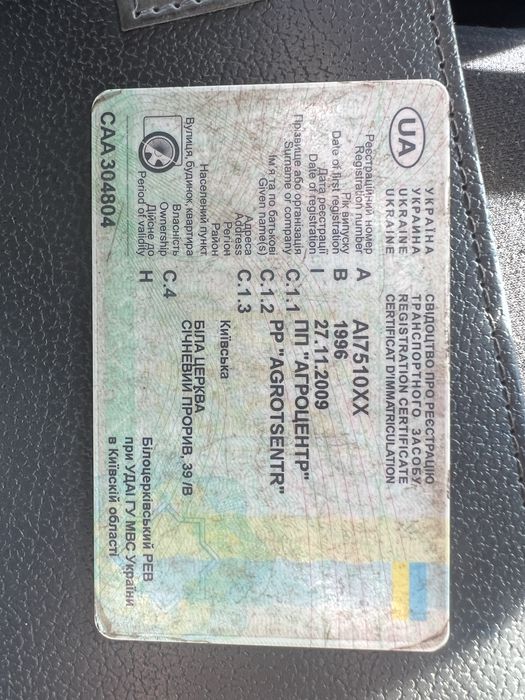 UA
УКРАЇНА
УКРАИНА
UKRAINE
UKRAINE
СВІДОЦТВО ПРО РЕЄСТРАЦІЮ
ТРАНСПОРТНОГО ЗАСОБУ
REGISTRATION CERTIFICATE
CERTIFICAT D'IMMATRICULATION
Реєстраційний номер
Registration number A AI7510XX
Рік випуску
Date of first registration B 1996
Дата реєстрації
Date of registration I 27.11.2009
Прізвище або організація
Surname or company C.1.1 ПП "АГРОЦЕНТР"
Ім'я та по батькові
Given name(s) C.1.2 PP "AGROTSENTR"
Адреса
Address C.1.3
Регіон
Period Київська
Район
Населений пункт БІЛА ЦЕРКВА
Вулиця, будинок, квартира СІЧНЕВИЙ ПРОРИВ, 39 /В
Власність
Ownership C.4
Дійсне до
Period of validity H
Білоцерківський РЕВ
при УДАІ ГУ МВС України
в Київській області
САА 304804